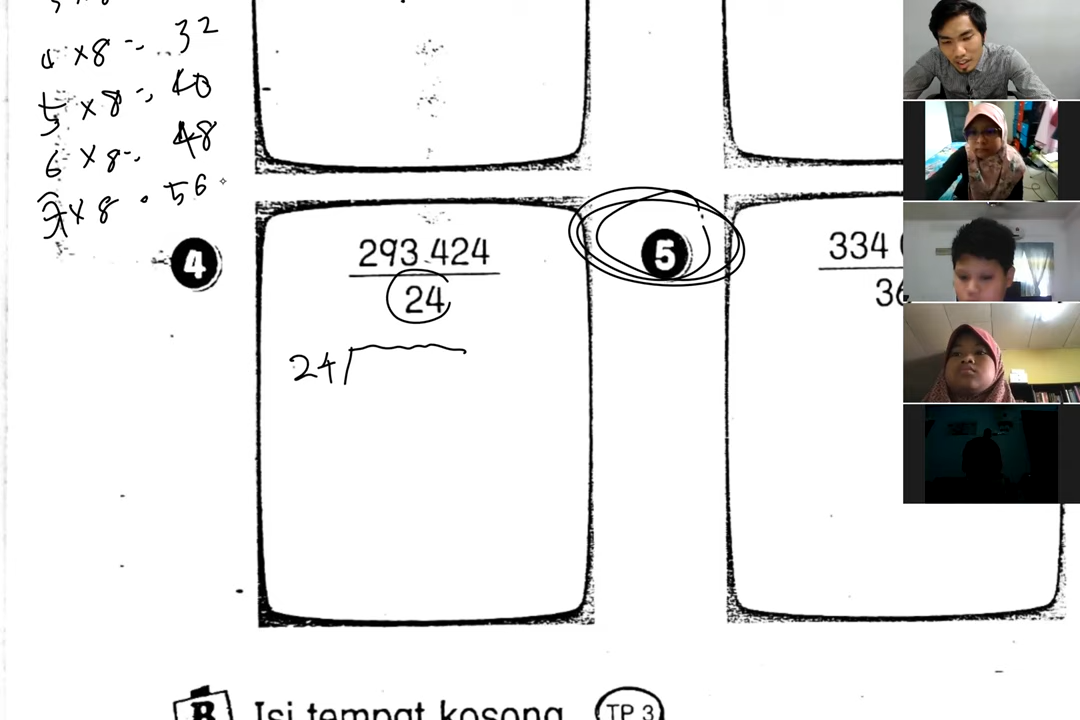 4 × 8 = 32
5 × 8 = 40
6 × 8 = 48
7 × 8 = 56
4
293 424
24
24
5
334
36
B Isi tempat kosong. TP 3